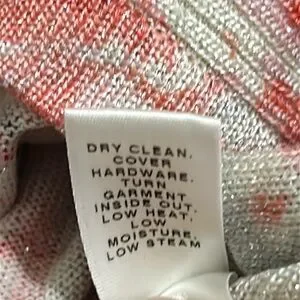 DRY CLEAN.
COVER
HARDWARE.
TURN
GARMENT
INSIDE OUT.
LOW HEAT,
LOW
MOISTURE,
LOW STEAM